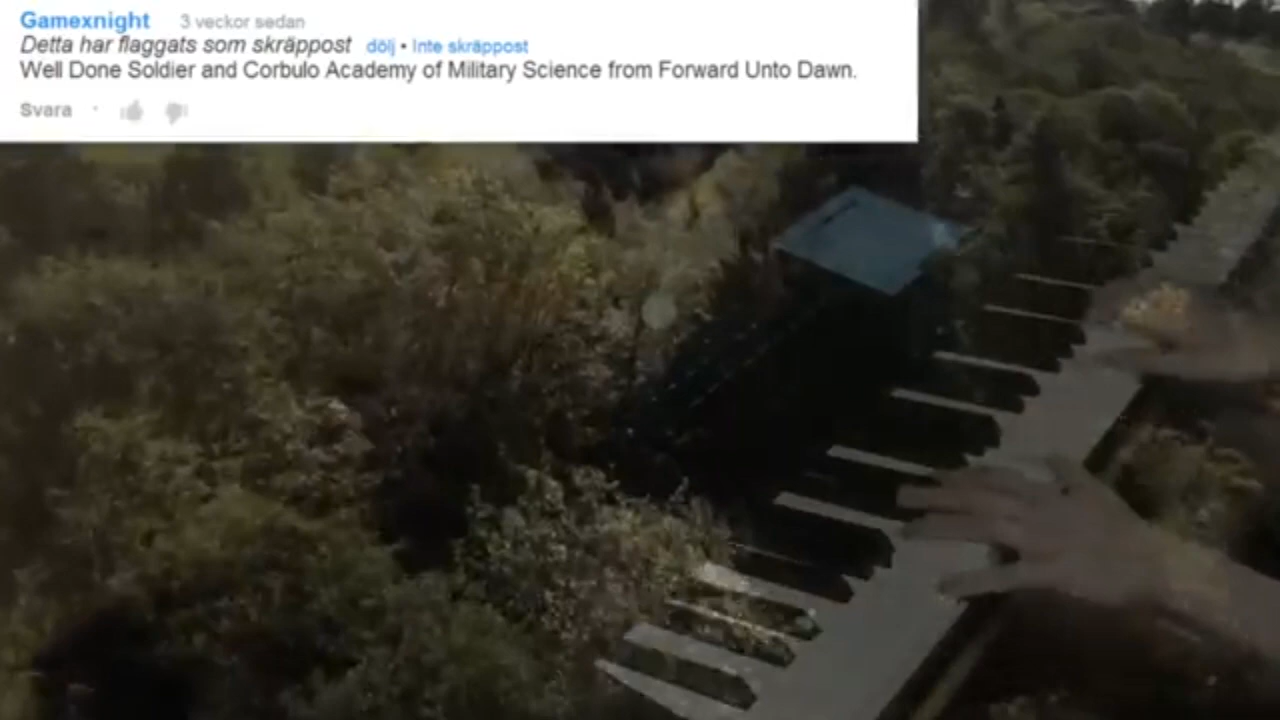 Gamexnight 3 veckor sedan
Detta har flaggats som skräppost dölj • Inte skräppost
Well Done Soldier and Corbulo Academy of Military Science from Forward Unto Dawn.
Svara ·